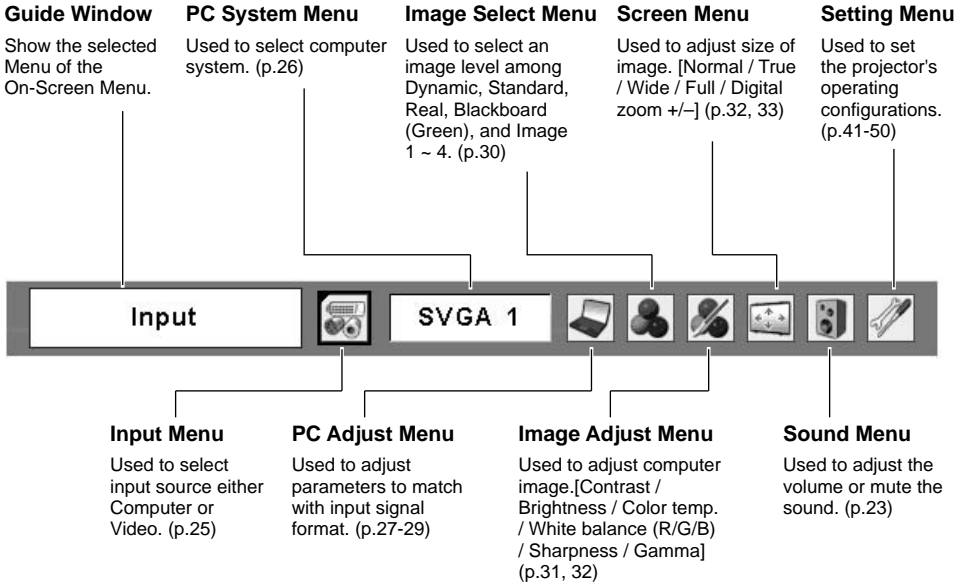 Guide Window
Show the selected
Menu of the
On-Screen Menu.
PC System Menu
Used to select computer
system. (p.26)
Image Select Menu
Used to select an
image level among
Dynamic, Standard,
Real, Blackboard
(Green), and Image
1 ~ 4. (p.30)
Screen Menu
Used to adjust size of
image. [Normal / True
/ Wide / Full / Digital
zoom +/–] (p.32, 33)
Setting Menu
Used to set
the projector's
operating
configurations.
(p.41-50)
Input
SVGA 1
Input Menu
Used to select
input source either
Computer or
Video. (p.25)
PC Adjust Menu
Used to adjust
parameters to match
with input signal
format. (p.27-29)
Image Adjust Menu
Used to adjust computer
image.[Contrast /
Brightness / Color temp.
/ White balance (R/G/B)
/ Sharpness / Gamma]
(p.31, 32)
Sound Menu
Used to adjust the
volume or mute the
sound. (p.23)